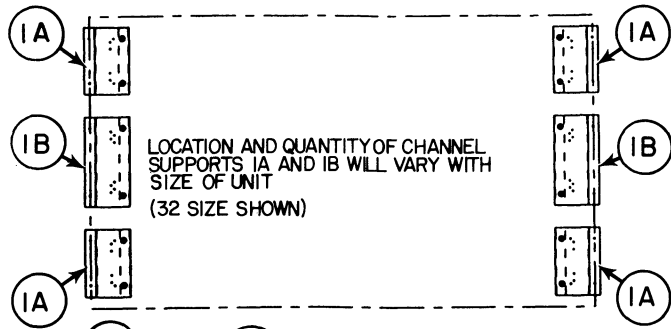 1A
1A
1B
1B
LOCATION AND QUANTITY OF CHANNEL
SUPPORTS 1A AND 1B WILL VARY WITH
SIZE OF UNIT
(32 SIZE SHOWN)
1A
1A